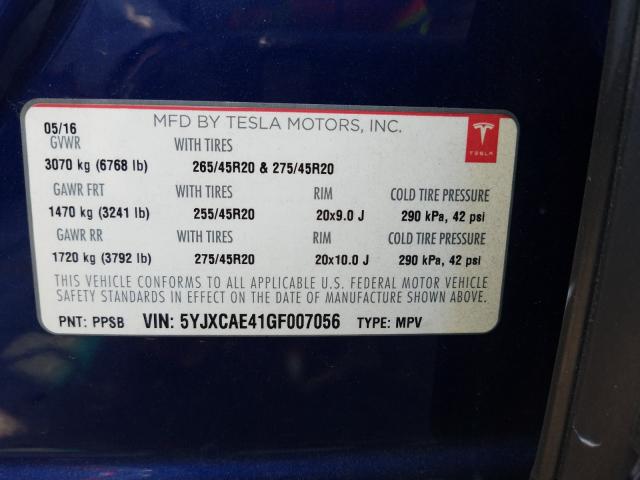 05/16 MFD BY TESLA MOTORS, INC.
GVWR WITH TIRES
3070 kg (6768 lb) 265/45R20 & 275/45R20
GAWR FRT WITH TIRES RIM COLD TIRE PRESSURE
1470 kg (3241 lb) 255/45R20 20x9.0 J 290 kPa, 42 psi
GAWR RR WITH TIRES RIM COLD TIRE PRESSURE
1720 kg (3792 lb) 275/45R20 20x10.0 J 290 kPa, 42 psi
THIS VEHICLE CONFORMS TO ALL APPLICABLE U.S. FEDERAL MOTOR VEHICLE
SAFETY STANDARDS IN EFFECT ON THE DATE OF MANUFACTURE SHOWN ABOVE.
PNT: PPSB VIN: 5YJXCAE41GF007056 TYPE: MPV
TESLA